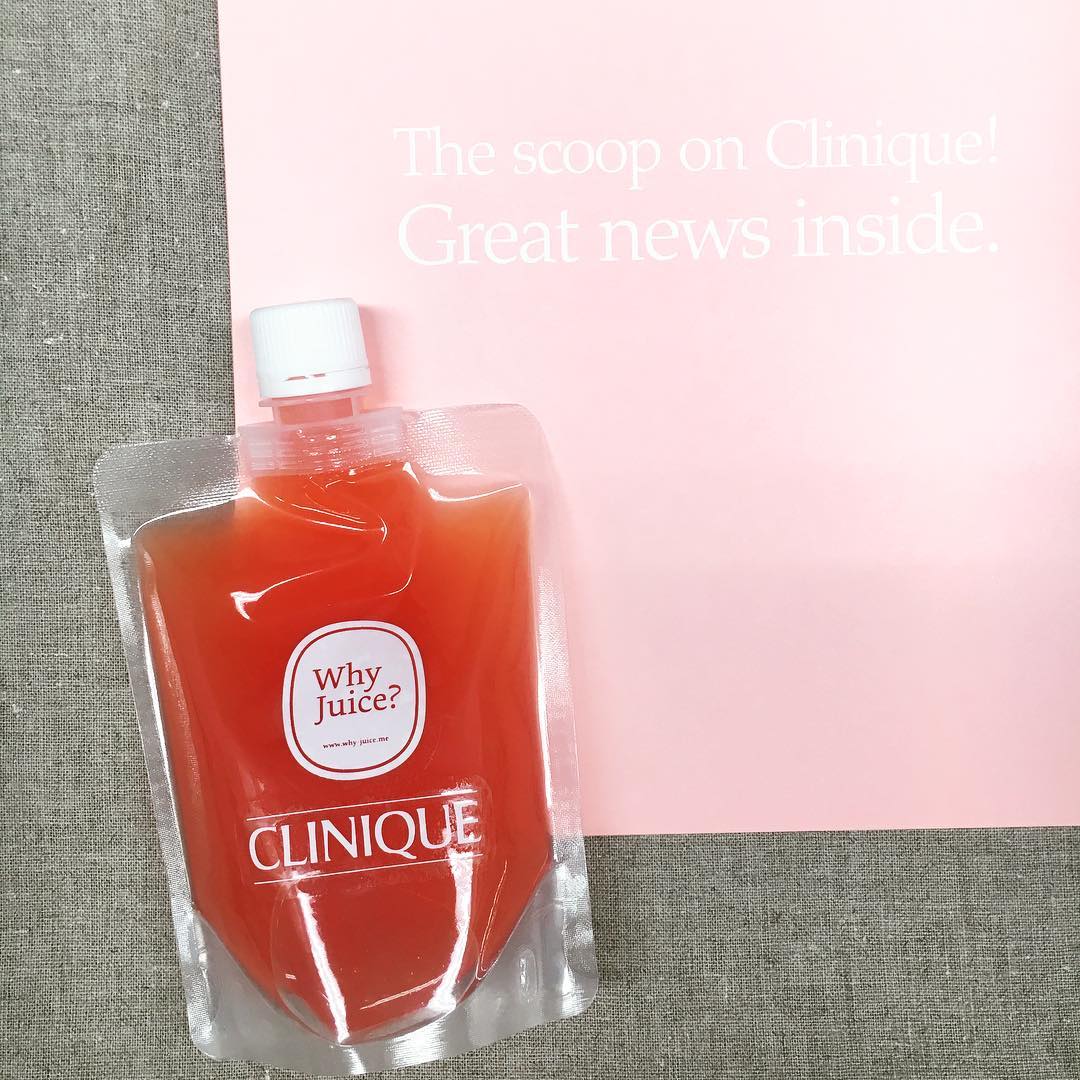 The scoop on Clinique!
Great news inside.
Why
Juice?
www.why-juice.me
CLINIQUE